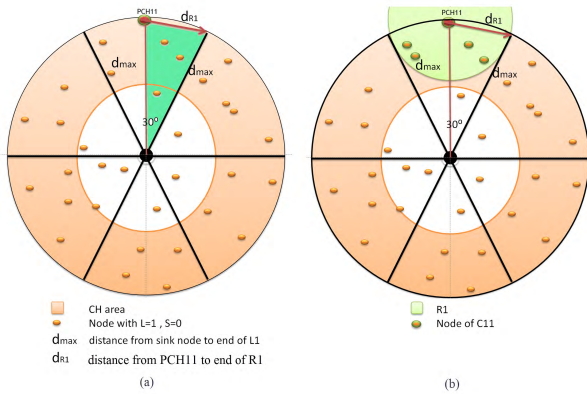 PCH11
dR1
dmax
dmax
30°
CH area
Node with L=1 , S=0
dmax distance from sink node to end of L1
dR1 distance from PCH11 to end of R1
(a)
PCH11
dR1
dmax
dmax
30°
R1
Node of C11
(b)